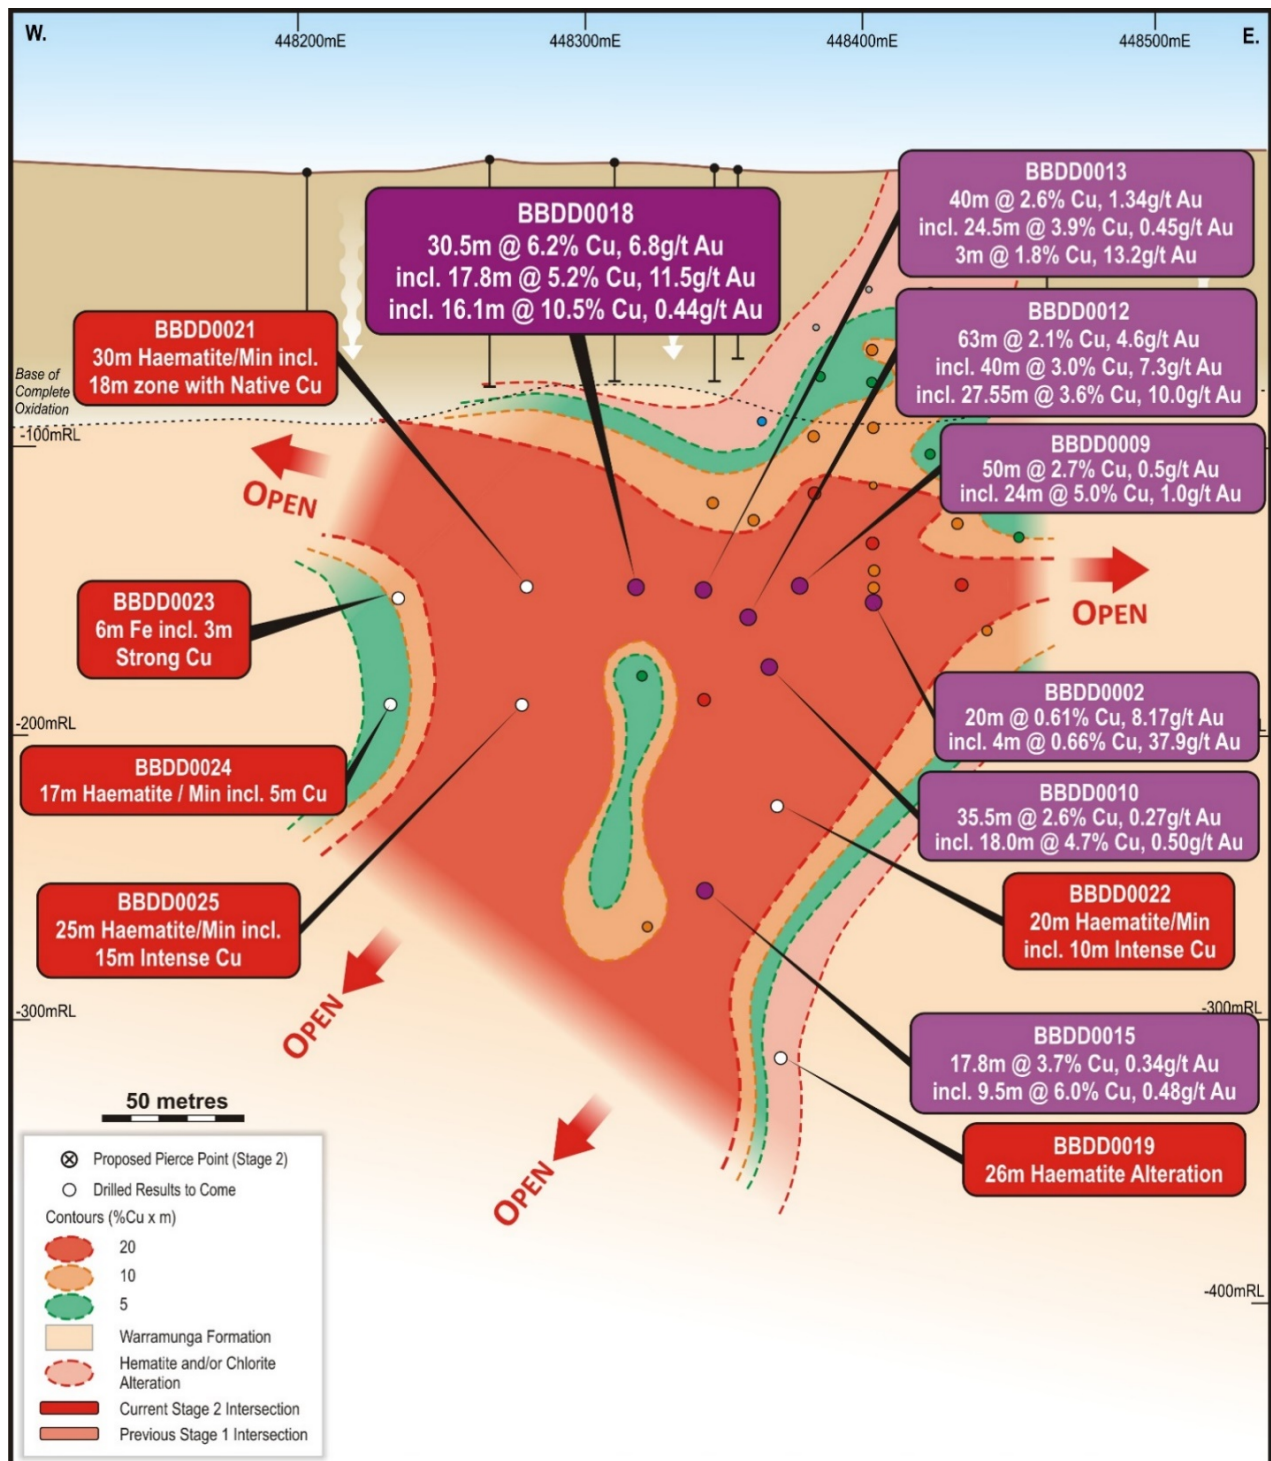 W.
448200mE
448300mE
448400mE
448500mE
E.
BBDD0018
30.5m @ 6.2% Cu, 6.8g/t Au
incl. 17.8m @ 5.2% Cu, 11.5g/t Au
incl. 16.1m @ 10.5% Cu, 0.44g/t Au
BBDD0013
40m @ 2.6% Cu, 1.34g/t Au
incl. 24.5m @ 3.9% Cu, 0.45g/t Au
3m @ 1.8% Cu, 13.2g/t Au
BBDD0012
63m @ 2.1% Cu, 4.6g/t Au
incl. 40m @ 3.0% Cu, 7.3g/t Au
incl. 27.55m @ 3.6% Cu, 10.0g/t Au
BBDD0021
30m Haematite/Min incl.
18m zone with Native Cu
Base of
Complete
Oxidation
-100mRL
OPEN
BBDD0009
50m @ 2.7% Cu, 0.5g/t Au
incl. 24m @ 5.0% Cu, 1.0g/t Au
OPEN
BBDD0023
6m Fe incl. 3m
Strong Cu
-200mRL
BBDD0002
20m @ 0.61% Cu, 8.17g/t Au
incl. 4m @ 0.66% Cu, 37.9g/t Au
BBDD0024
17m Haematite / Min incl. 5m Cu
BBDD0010
35.5m @ 2.6% Cu, 0.27g/t Au
incl. 18.0m @ 4.7% Cu, 0.50g/t Au
BBDD0025
25m Haematite/Min incl.
15m Intense Cu
BBDD0022
20m Haematite/Min
incl. 10m Intense Cu
-300mRL
-300mRL
OPEN
BBDD0015
17.8m @ 3.7% Cu, 0.34g/t Au
incl. 9.5m @ 6.0% Cu, 0.48g/t Au
BBDD0019
26m Haematite Alteration
OPEN
-400mRL
50 metres
Proposed Pierce Point (Stage 2)
Drilled Results to Come
Contours (%Cu x m)
20
10
5
Warramunga Formation
Hematite and/or Chlorite
Alteration
Current Stage 2 Intersection
Previous Stage 1 Intersection